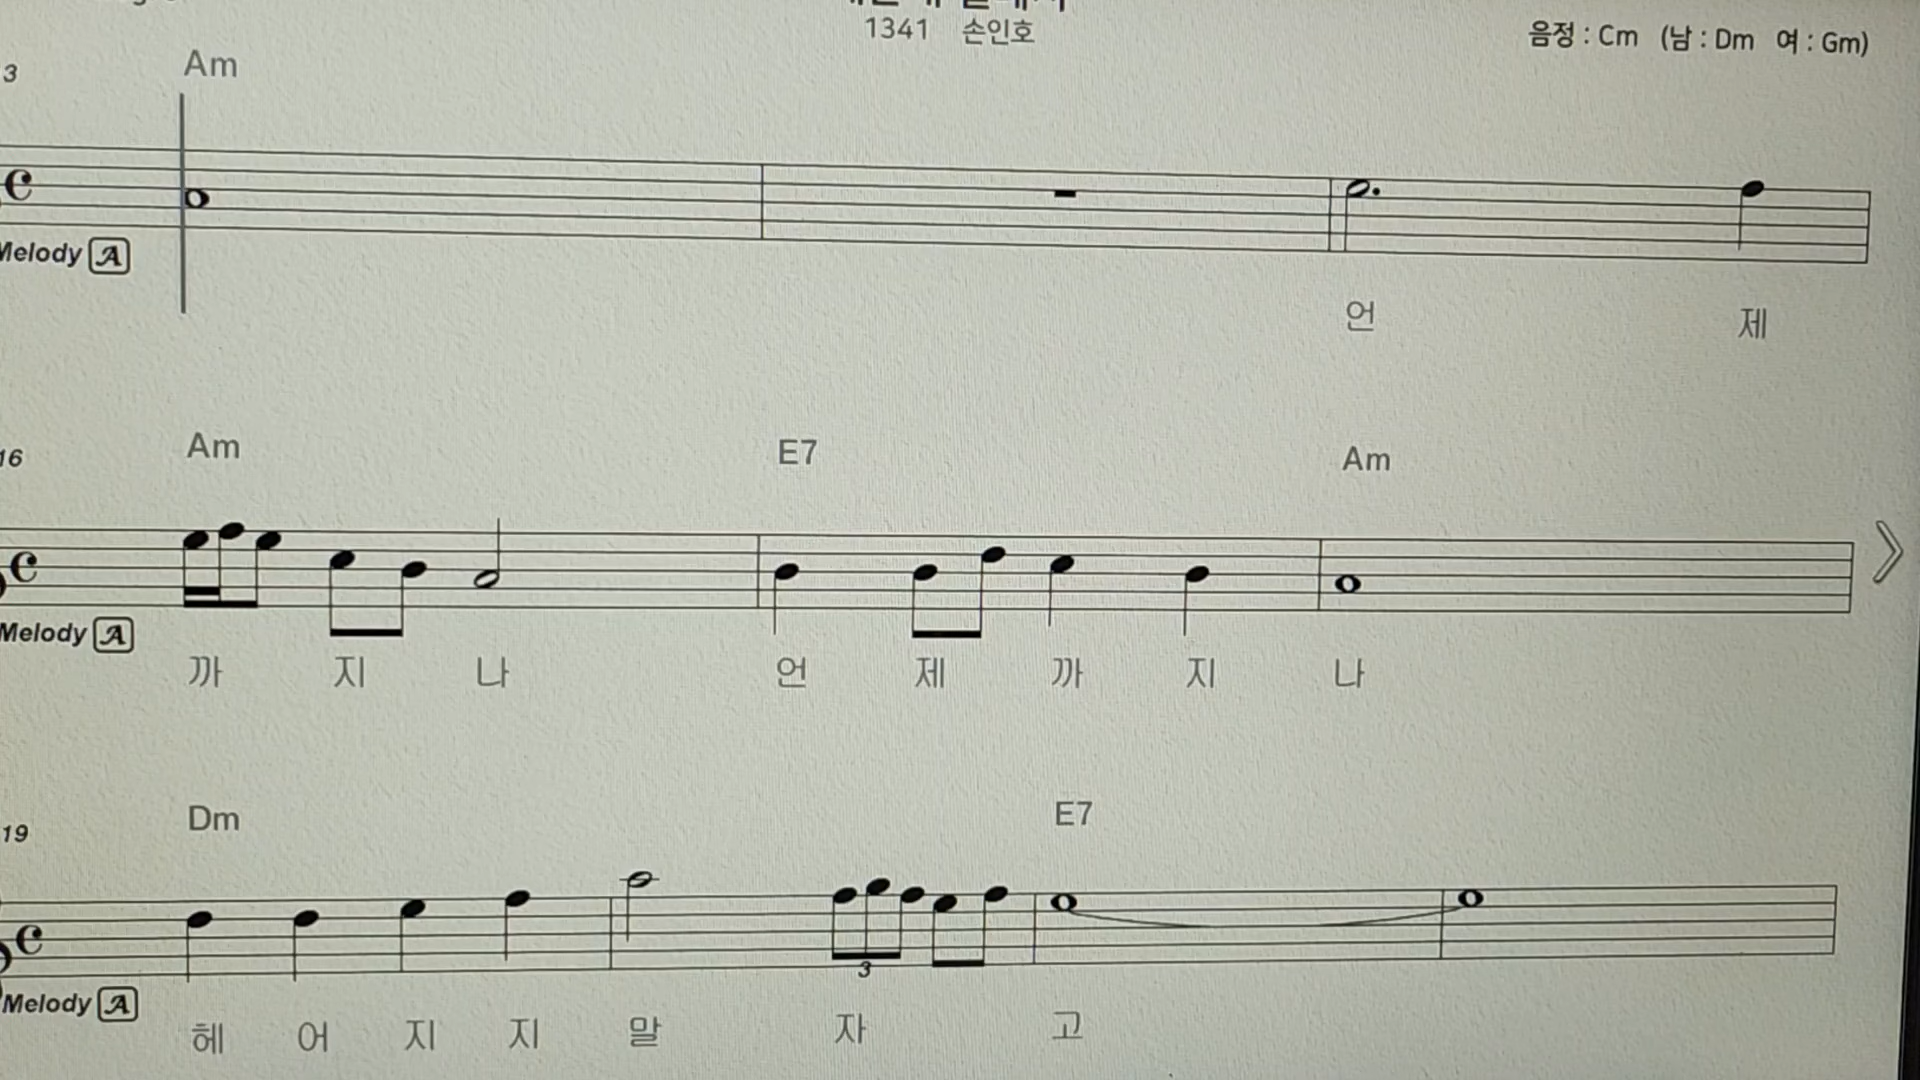 1341 손인호
음정 : Cm (남 : Dm 여 : Gm)
3 Am
Melody A
언 제
16 Am E7 Am
Melody A
까 지 나 언 제 까 지 나
19 Dm E7
3
Melody A
헤 어 지 지 말 자 고